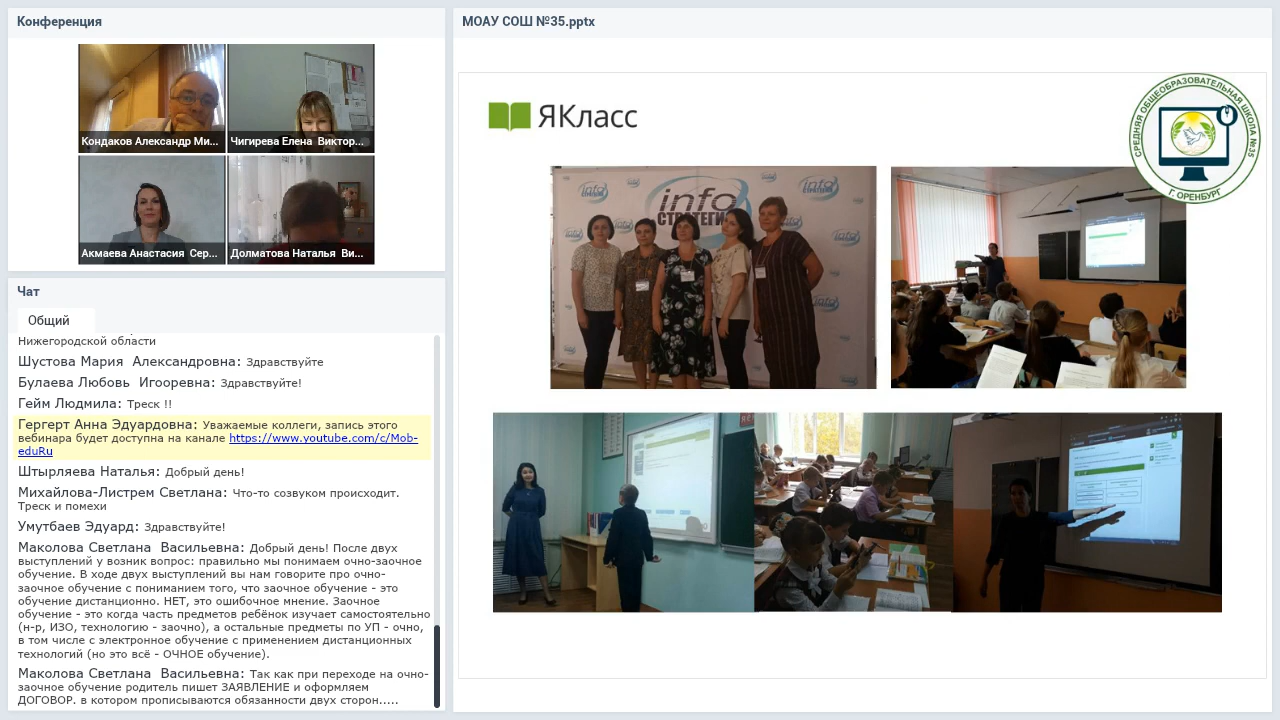 Конференция
Кондаков Александр Ми...
Чигирева Елена Виктор...
Акмаева Анастасия Сер...
Долматова Наталья Ви...
Чат
Общий
Нижегородской области
Шустова Мария Александровна: Здравствуйте
Булаева Любовь Игооревна: Здравствуйте!
Гейм Людмила: Треск !!
Гергерт Анна Эдуардовна: Уважаемые коллеги, запись этого
вебинара будет доступна на канале https://www.youtube.com/c/Mob-
eduRu
Штырляева Наталья: Добрый день!
Михайлова-Листрем Светлана: Что-то созвуком происходит.
Треск и помехи
Умутбаев Эдуард: Здравствуйте!
Маколова Светлана Васильевна: Добрый день! После двух
выступлений у возник вопрос: правильно мы понимаем очно-заочное
обучение. В ходе двух выступлений вы нам говорите про очно-
заочное обучение с пониманием того, что заочное обучение - это
обучение дистанционно. НЕТ, это ошибочное мнение. Заочное
обучение - это когда часть предметов ребёнок изучает самостоятельно
(н-р, ИЗО, технологию - заочно), а остальные предметы по УП - очно,
в том числе с электронное обучение с применением дистанционных
технологий (но это всё - ОЧНОЕ обучение).
Маколова Светлана Васильевна: Так как при переходе на очно-
заочное обучение родитель пишет ЗАЯВЛЕНИЕ и оформляем
ДОГОВОР. в котором прописываются обязанности двух сторон.....
МОАУ СОШ №35.pptx
ЯКласс
СРЕДНЯЯ ОБЩЕОБРАЗОВАТЕЛЬНАЯ ШКОЛА №35
Г. ОРЕНБУРГ
info
СТРАТЕГИ